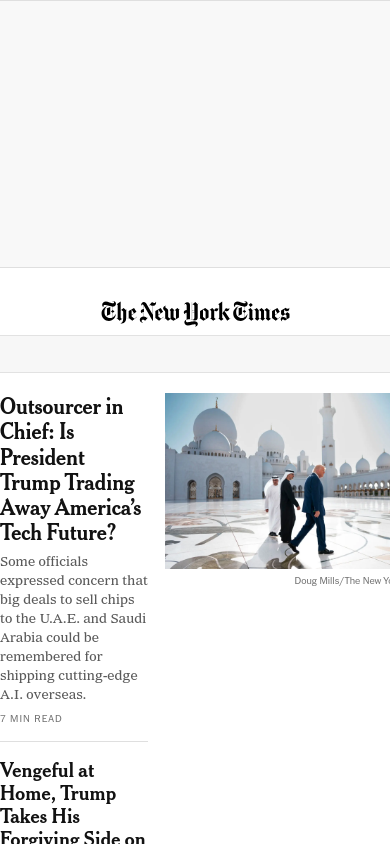 The New York Times
Outsourcer in
Chief: Is
President
Trump Trading
Away America's
Tech Future?
Some officials
expressed concern that
big deals to sell chips
to the U.A.E. and Saudi
Arabia could be
remembered for
shipping cutting-edge
A.I. overseas.
7 MIN READ
Doug Mills/The New Yo
Vengeful at
Home, Trump
Takes His
Forgiving Side on